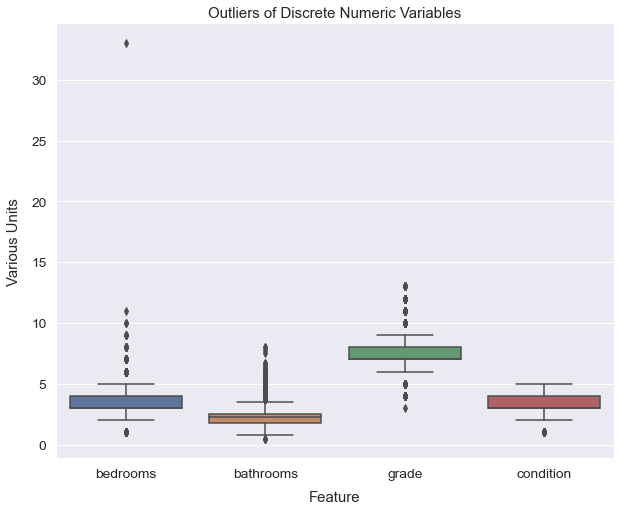 Outliers of Discrete Numeric Variables
Various Units
30
25
20
15
10
5
0
bedrooms bathrooms grade condition
Feature